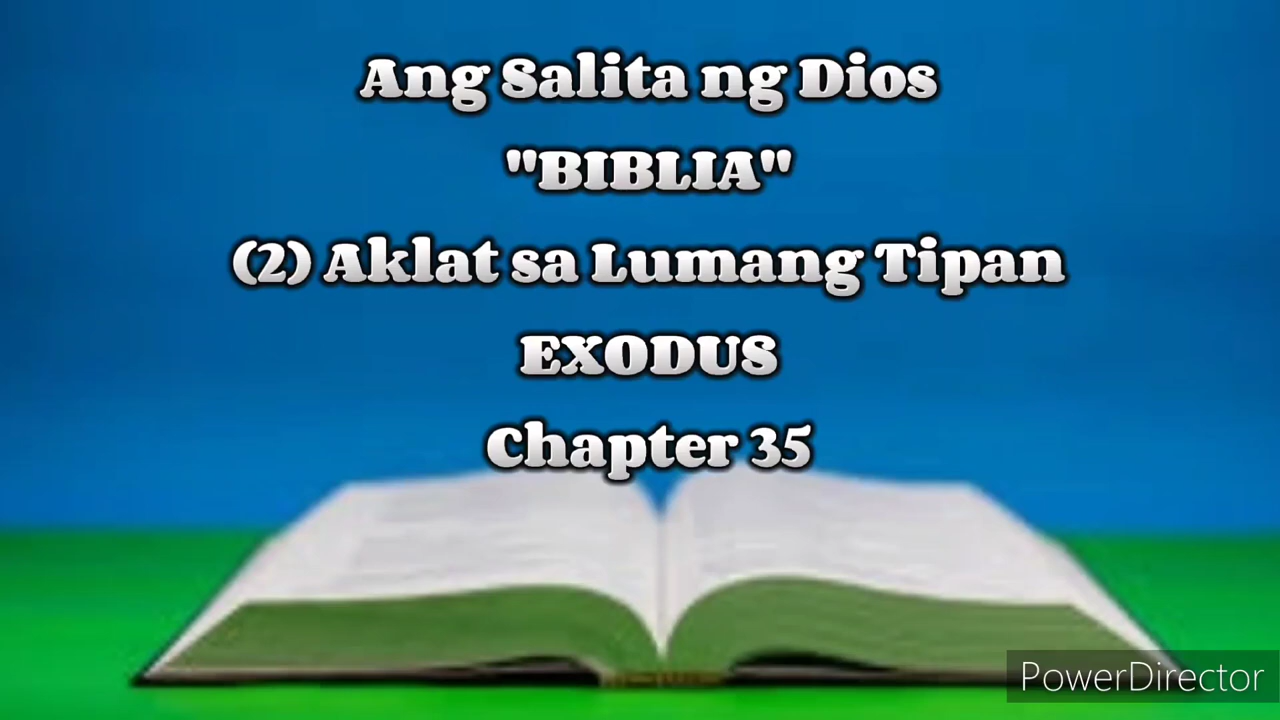 Ang Salita ng Dios
"BIBLIA"
(2) Aklat sa Lumang Tipan
EXODUS
Chapter 35
PowerDirector